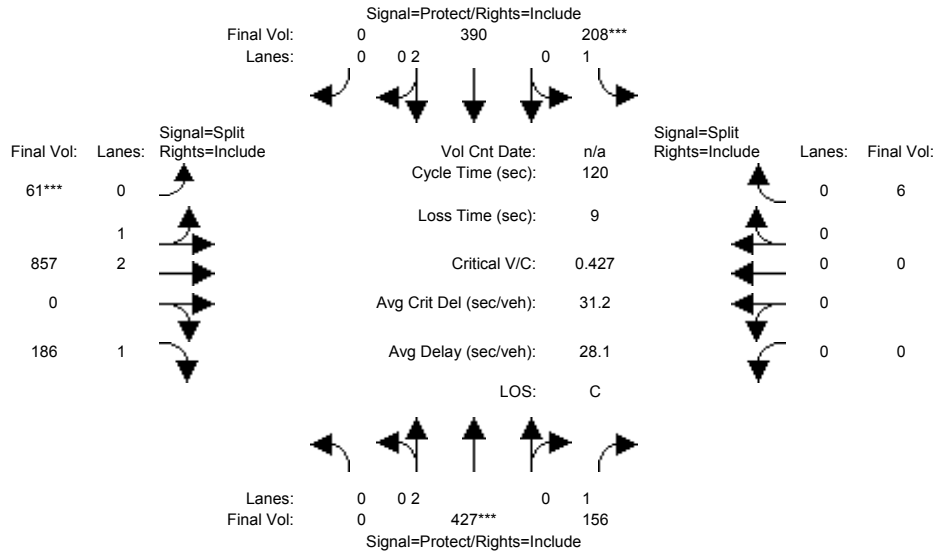 Signal=Protect/Rights=Include
Final Vol: 0 390 208***
Lanes: 0 0 2 0 1
Signal=Split
Final Vol: Lanes: Rights=Include
Vol Cnt Date: n/a
Signal=Split
Rights=Include Lanes: Final Vol:
Cycle Time (sec): 120
61*** 0
0 6
Loss Time (sec): 9
1
0
857 2
Critical V/C: 0.427
0 0
0 1
Avg Crit Del (sec/veh): 31.2
0
186 1
Avg Delay (sec/veh): 28.1
0 0
LOS: C
Lanes: 0 0 2 0 1
Final Vol: 0 427*** 156
Signal=Protect/Rights=Include